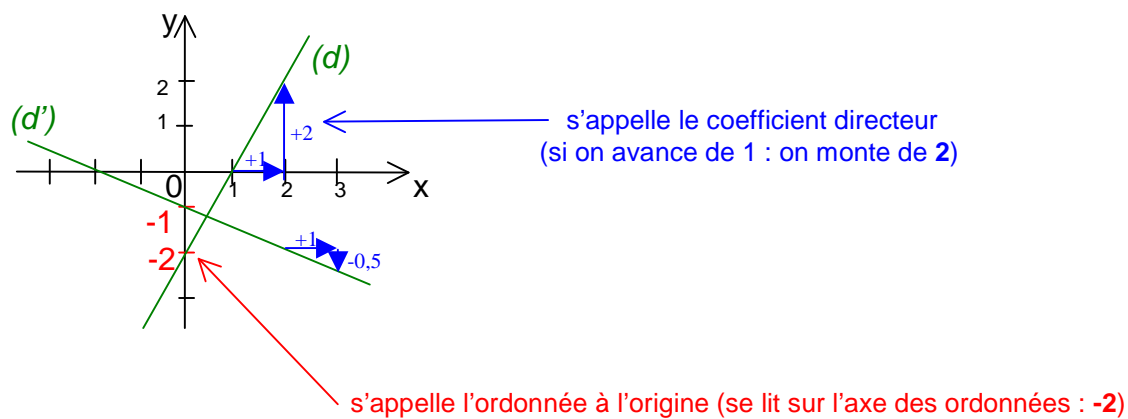 y
(d)
2
(d')
1
+2
s'appelle le coefficient directeur
(si on avance de 1 : on monte de 2)
+1
0
1
2
3
x
-1
+1
-2
-0,5
s'appelle l'ordonnée à l'origine (se lit sur l'axe des ordonnées : -2)